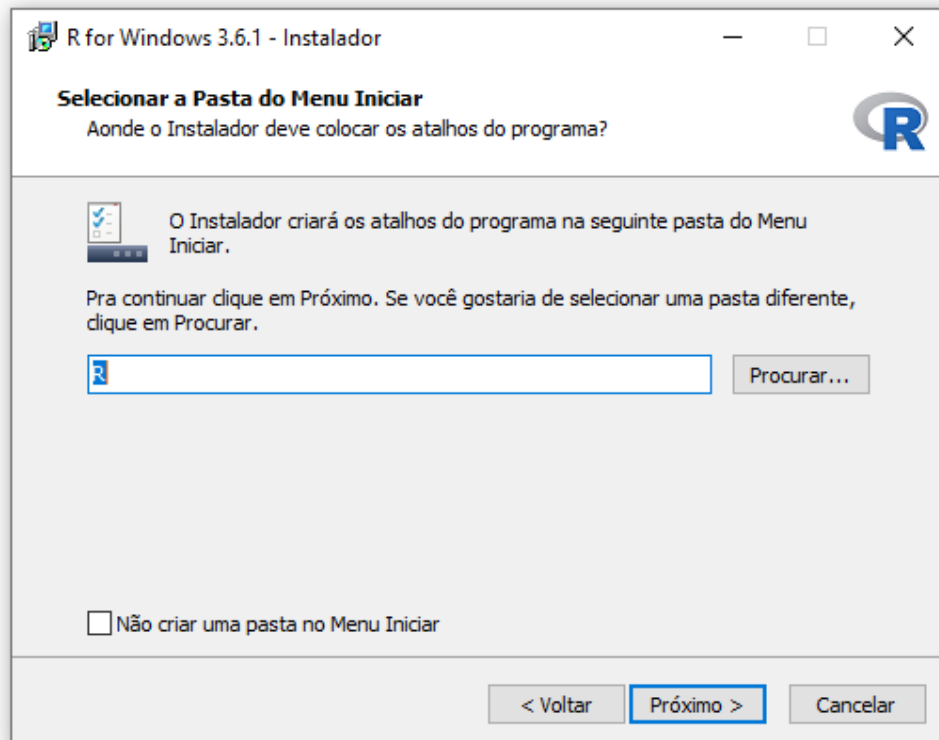 R for Windows 3.6.1 - Instalador
Selecionar a Pasta do Menu Iniciar
Aonde o Instalador deve colocar os atalhos do programa?
R
O Instalador criará os atalhos do programa na seguinte pasta do Menu
Iniciar.
Pra continuar clique em Próximo. Se você gostaria de selecionar uma pasta diferente,
clique em Procurar.
R
Procurar...
Não criar uma pasta no Menu Iniciar
< Voltar
Próximo >
Cancelar